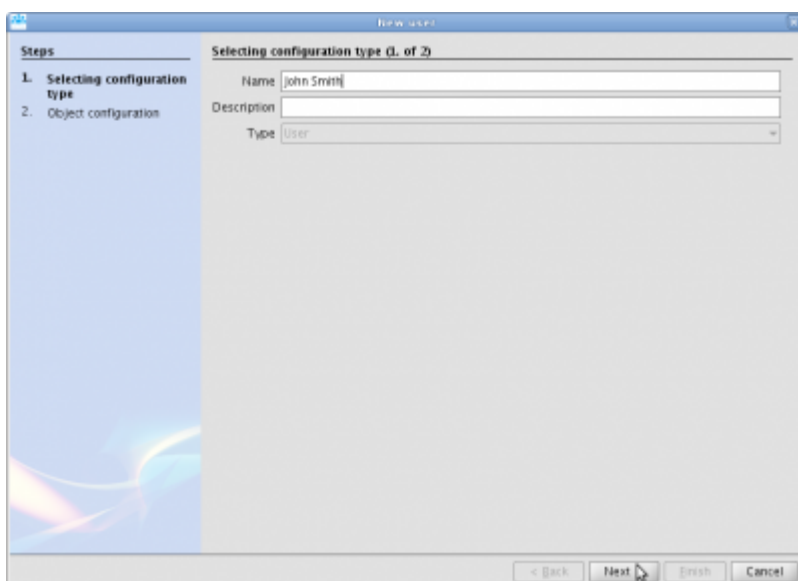 New user
Steps
1. Selecting configuration
type
2. Object configuration
Selecting configuration type (1. of 2)
Name John Smith
Description
Type User
< Back Next Finish Cancel